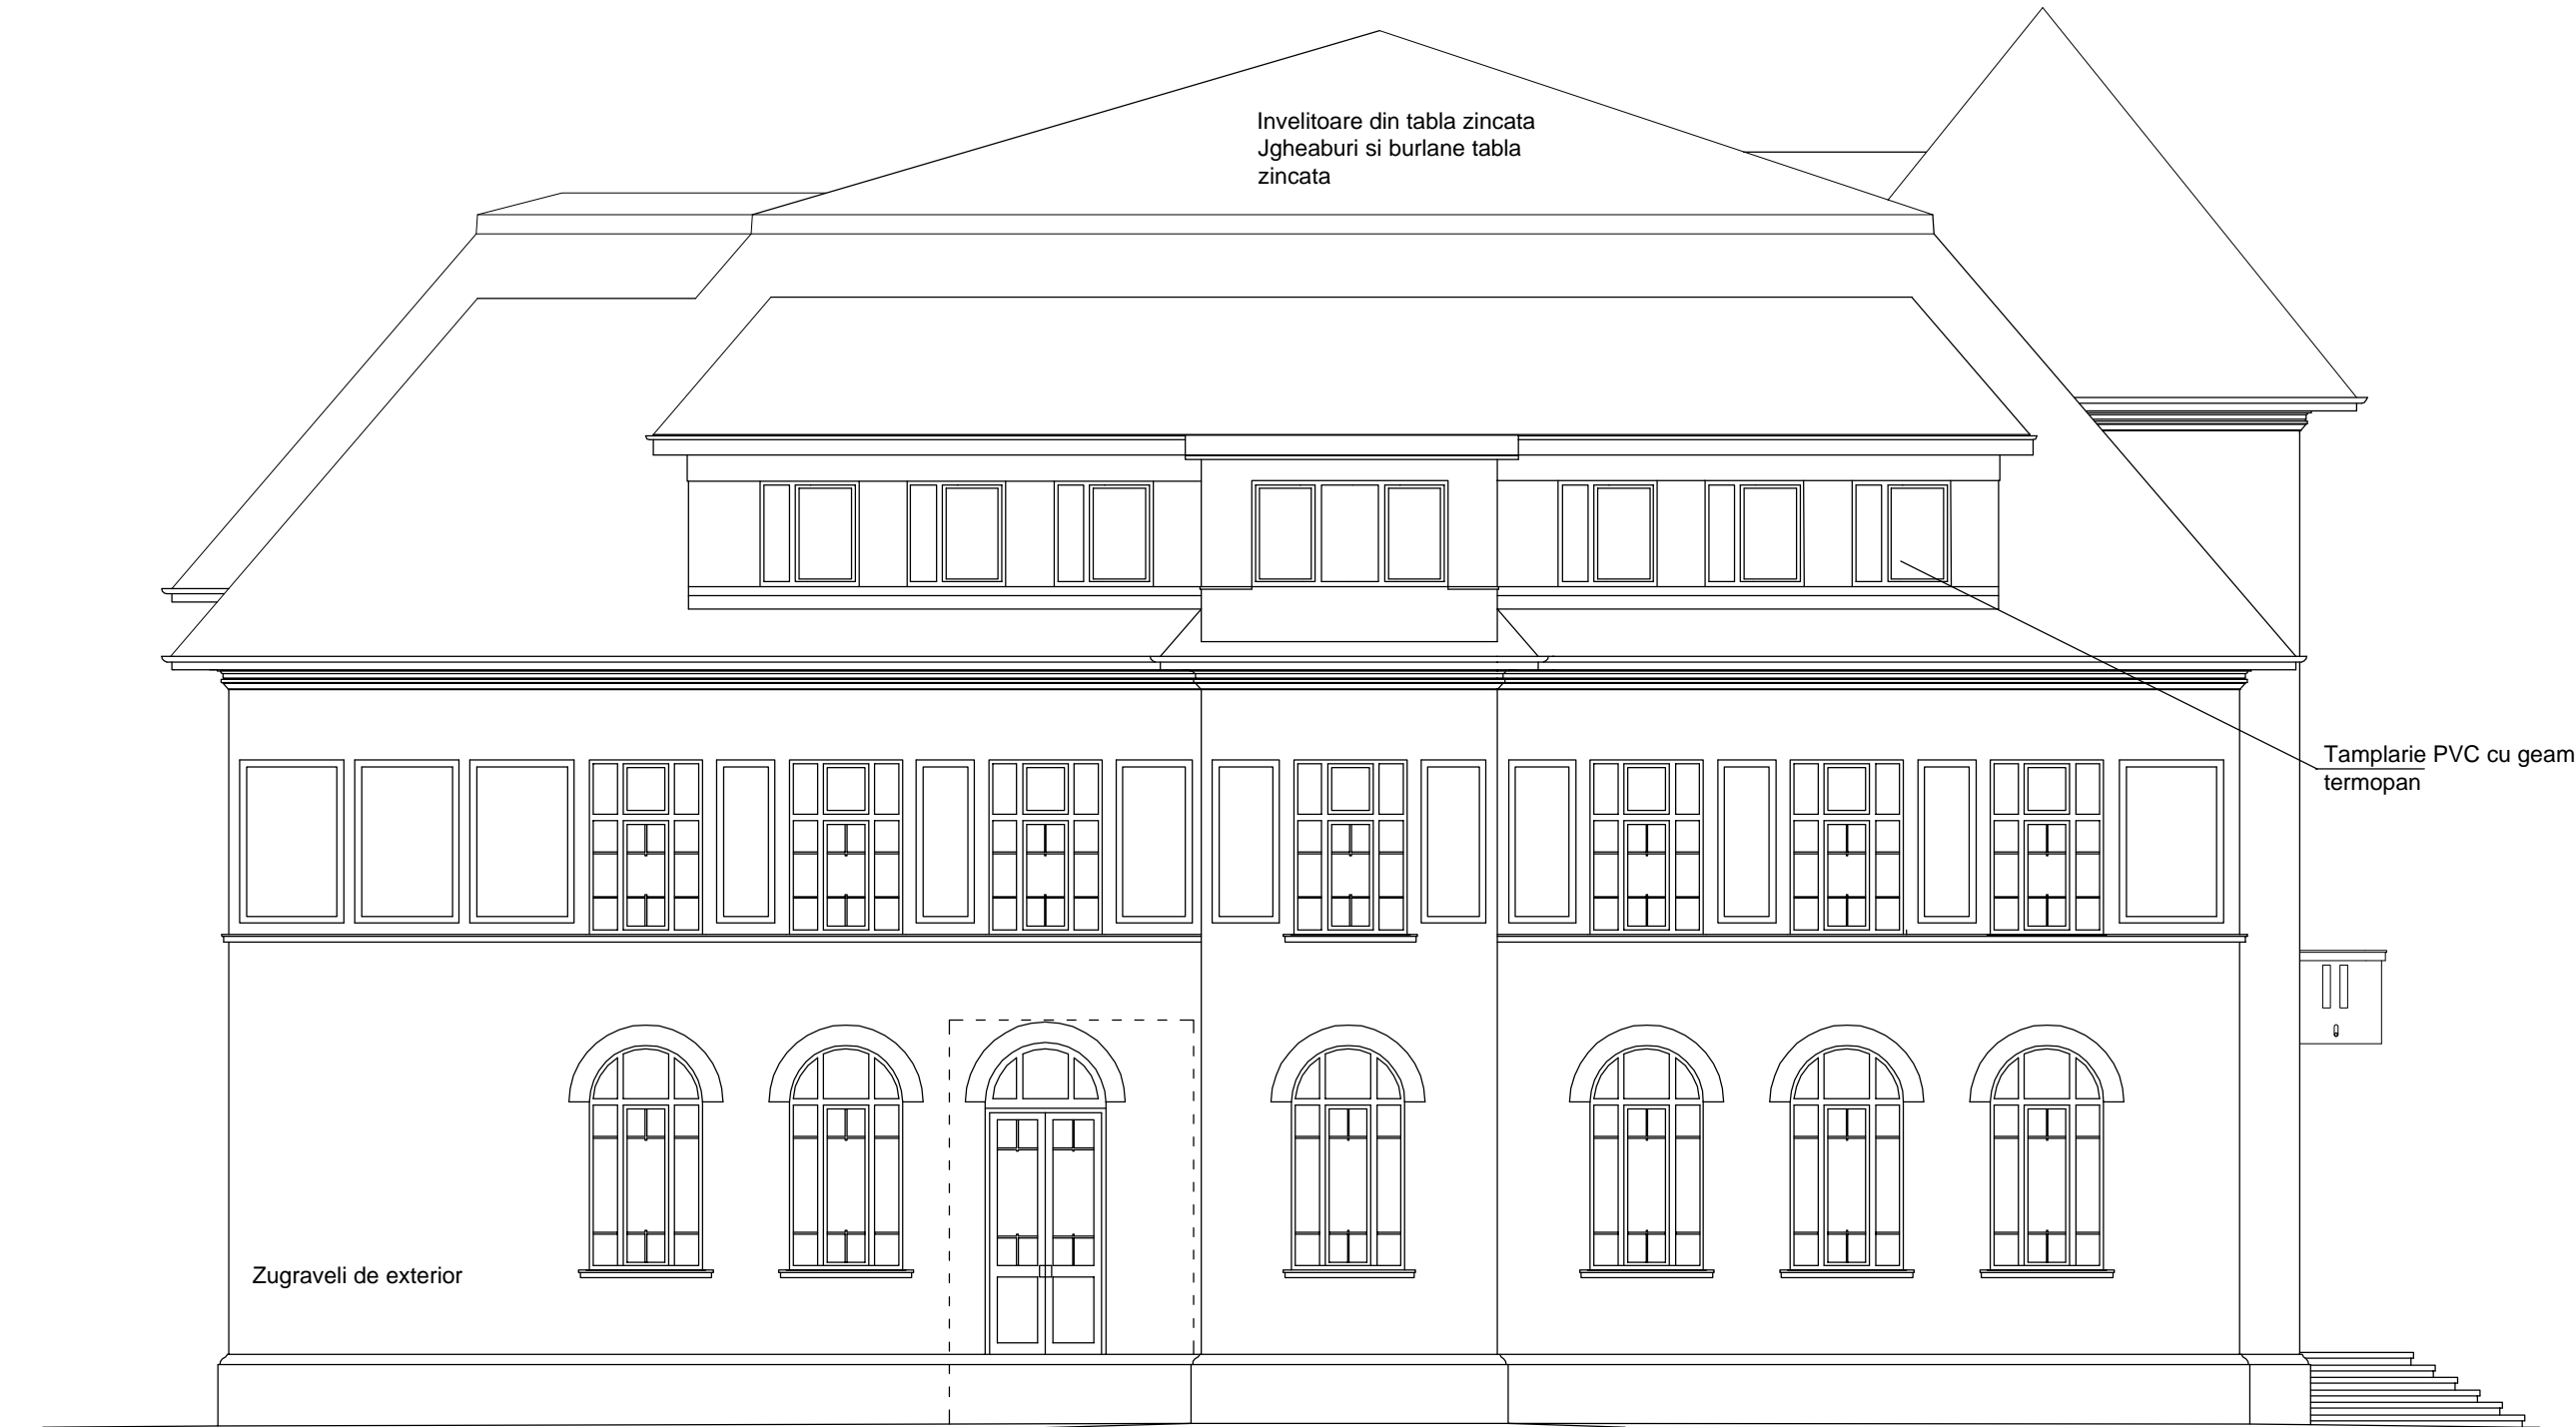 Invelitoare din tabla zincata
Jgheaburi si burlane tabla
zincata
Tamplarie PVC cu geam
termopan
Zugraveli de exterior